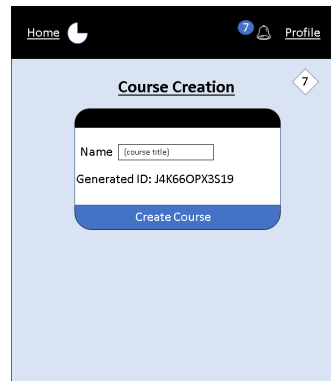 Home 7 Profile
Course Creation 7
Name {course title}
Generated ID: J4K66OPX3S19
Create Course